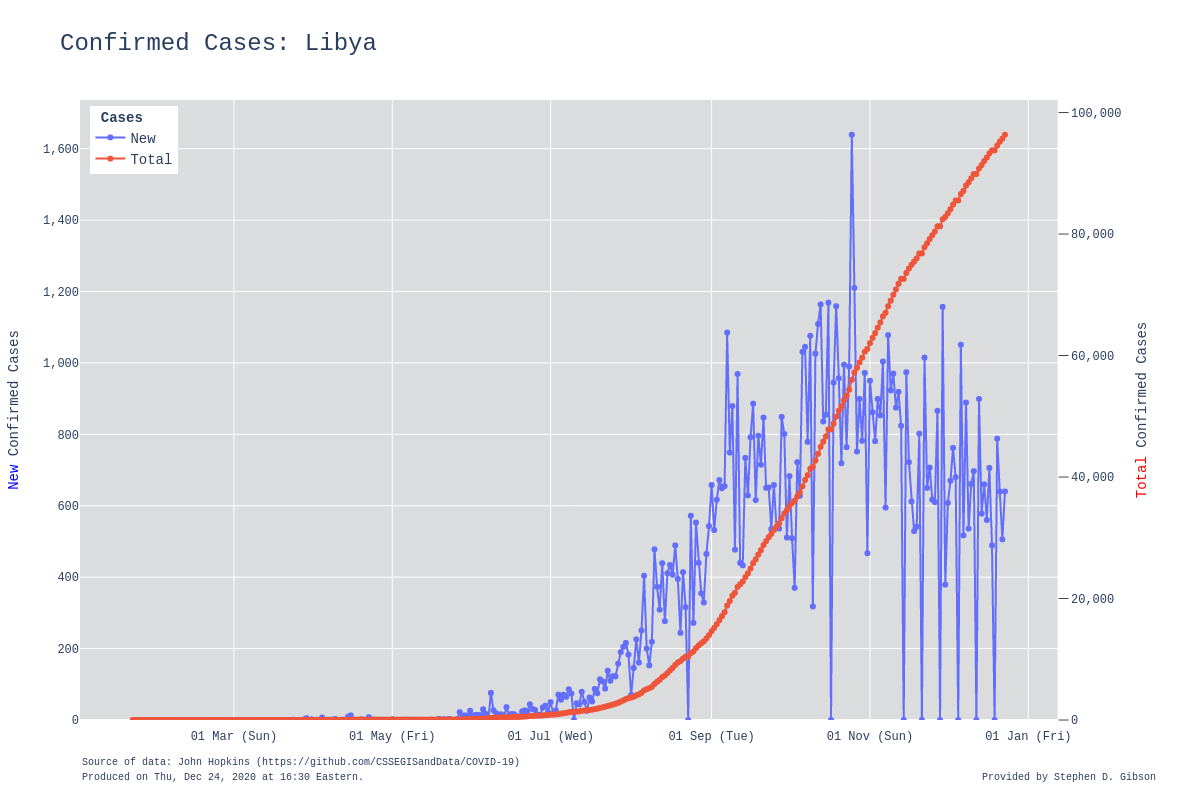 Confirmed Cases: Libya
Cases
New
Total
1,600
1,400
1,200
1,000
800
600
400
200
0
100,000
80,000
60,000
40,000
20,000
0
New Confirmed Cases
Total Confirmed Cases
01 Mar (Sun)
01 May (Fri)
01 Jul (Wed)
01 Sep (Tue)
01 Nov (Sun)
01 Jan (Fri)
Source of data: John Hopkins (https://github.com/CSSEGISandData/COVID-19)
Produced on Thu, Dec 24, 2020 at 16:30 Eastern.
Provided by Stephen D. Gibson